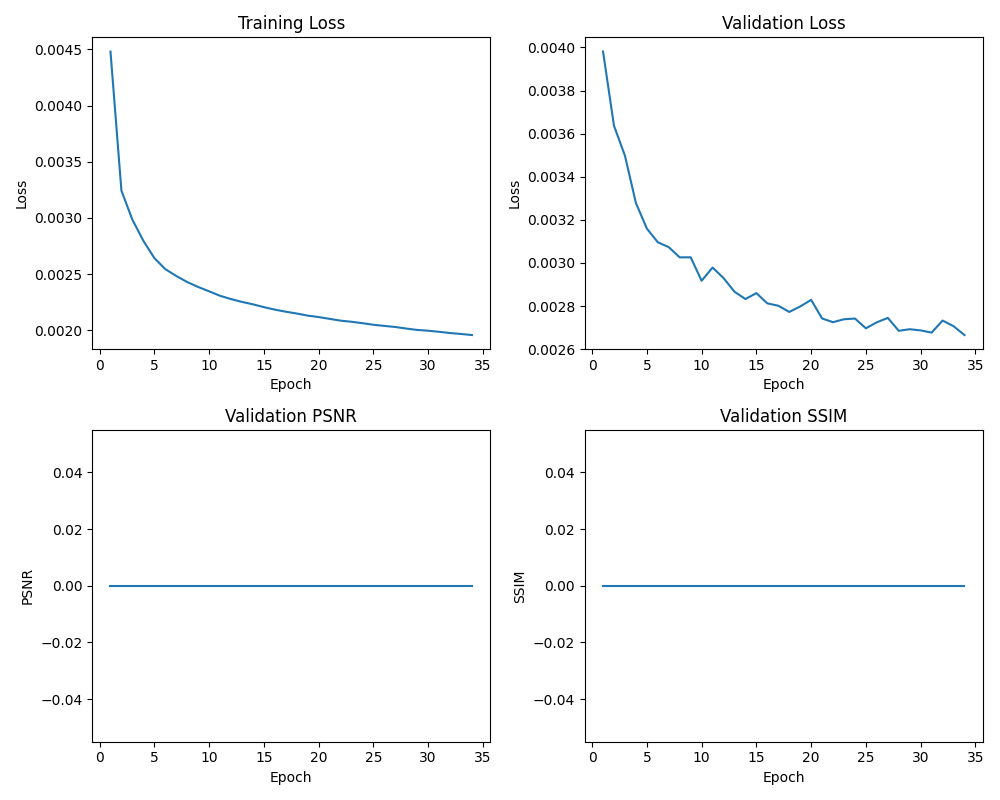 Training Loss
0.0045
0.0040
0.0035
0.0030
0.0025
0.0020
Loss
0 5 10 15 20 25 30 35
Epoch
Validation Loss
0.0040
0.0038
0.0036
0.0034
0.0032
0.0030
0.0028
0.0026
Loss
0 5 10 15 20 25 30 35
Epoch
Validation PSNR
0.04
0.02
0.00
−0.02
−0.04
PSNR
0 5 10 15 20 25 30 35
Epoch
Validation SSIM
0.04
0.02
0.00
−0.02
−0.04
SSIM
0 5 10 15 20 25 30 35
Epoch